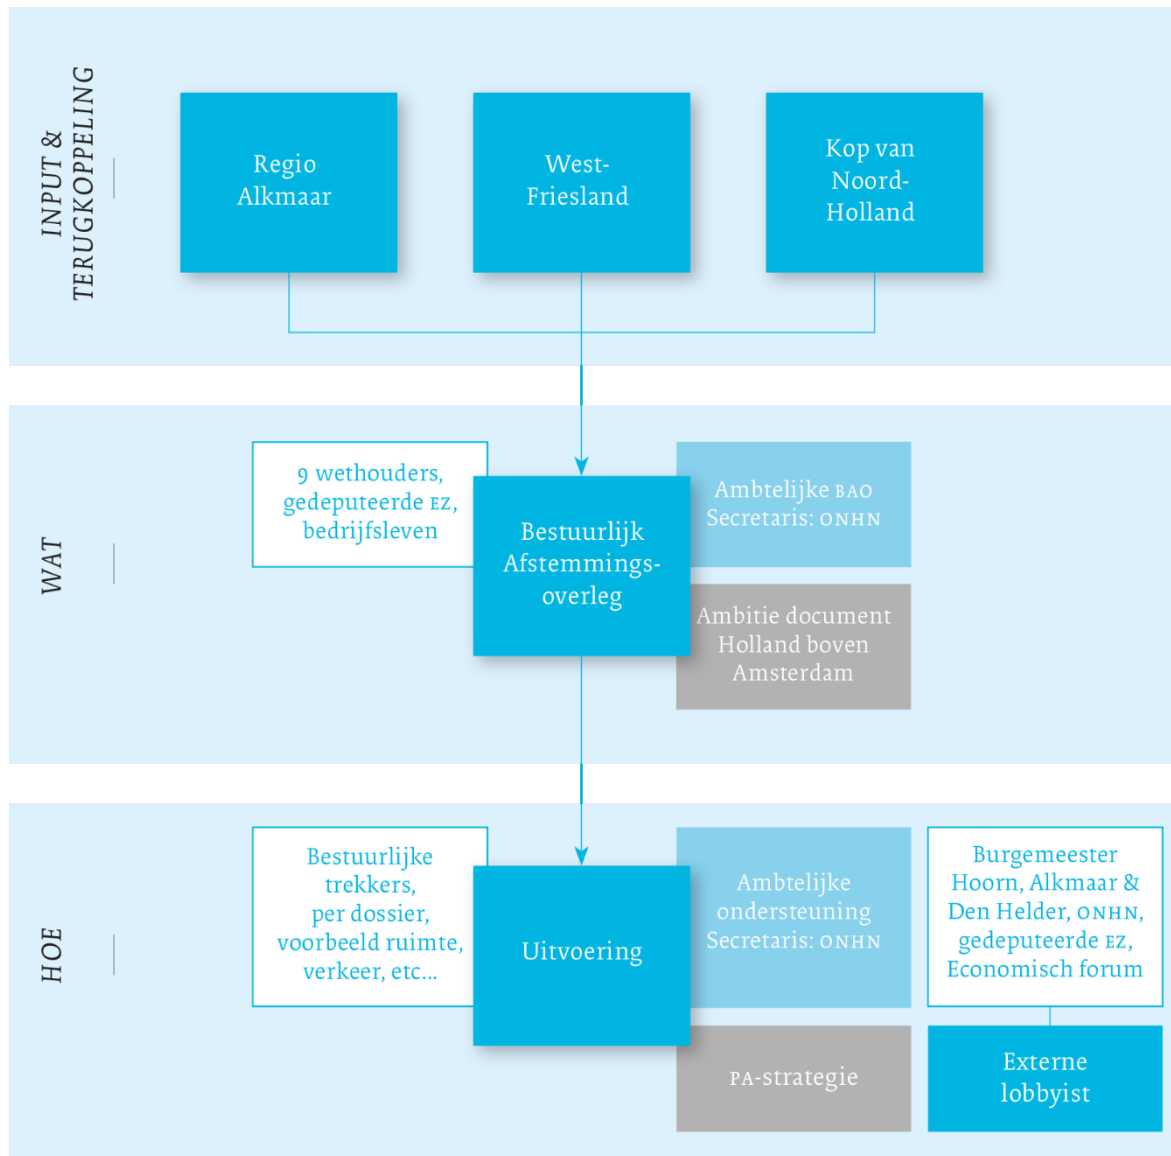 INPUT &
TERUGKOPPELING
Regio
Alkmaar
West-
Friesland
Kop van
Noord-
Holland
WAT
9 wethouders,
gedeputeerde EZ,
bedrijfsleven
Bestuurlijk
Afstemmings-
overleg
Ambtelijke BAO
Secretaris: ONHN
Ambitie document
Holland boven
Amsterdam
HOE
Bestuurlijke
trekkers,
per dossier,
voorbeeld ruimte,
verkeer, etc...
Uitvoering
Ambtelijke
ondersteuning
Secretaris: ONHN
PA-strategie
Burgemeester
Hoorn, Alkmaar &
Den Helder, ONHN,
gedeputeerde EZ,
Economisch forum
Externe
lobbyist